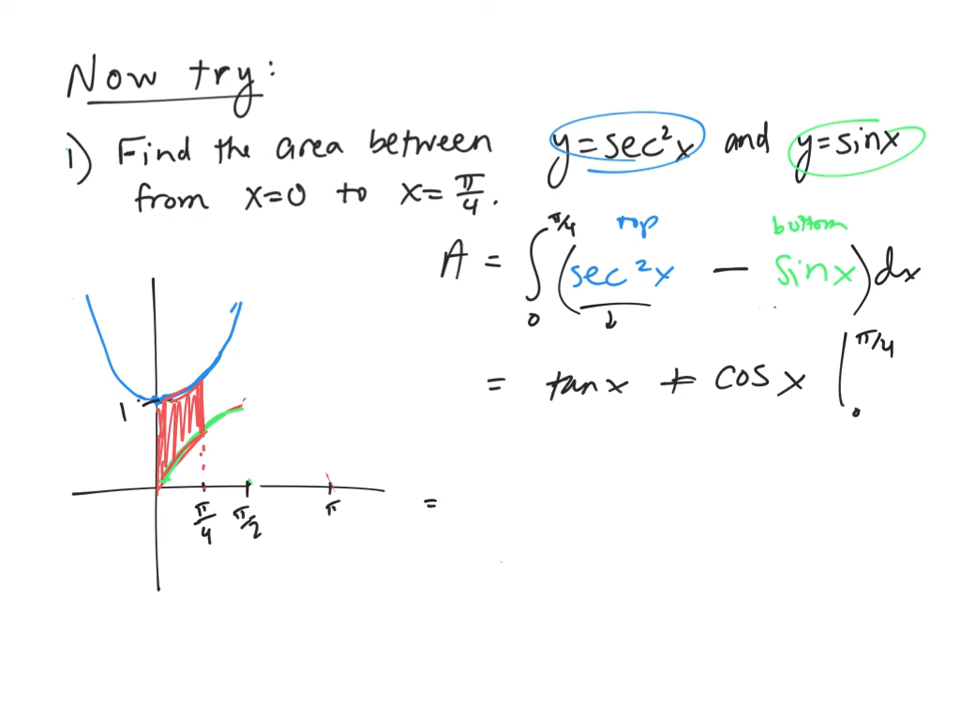 Now try:
1) Find the area between y = sec²x and y = sinx
from x=0 to x= π/4.
top bottom
A = ∫₀^π/4 (sec²x − sinx) dx
↓
= tanx + cosx |₀^π/4
=
1
π/4 π/2 π